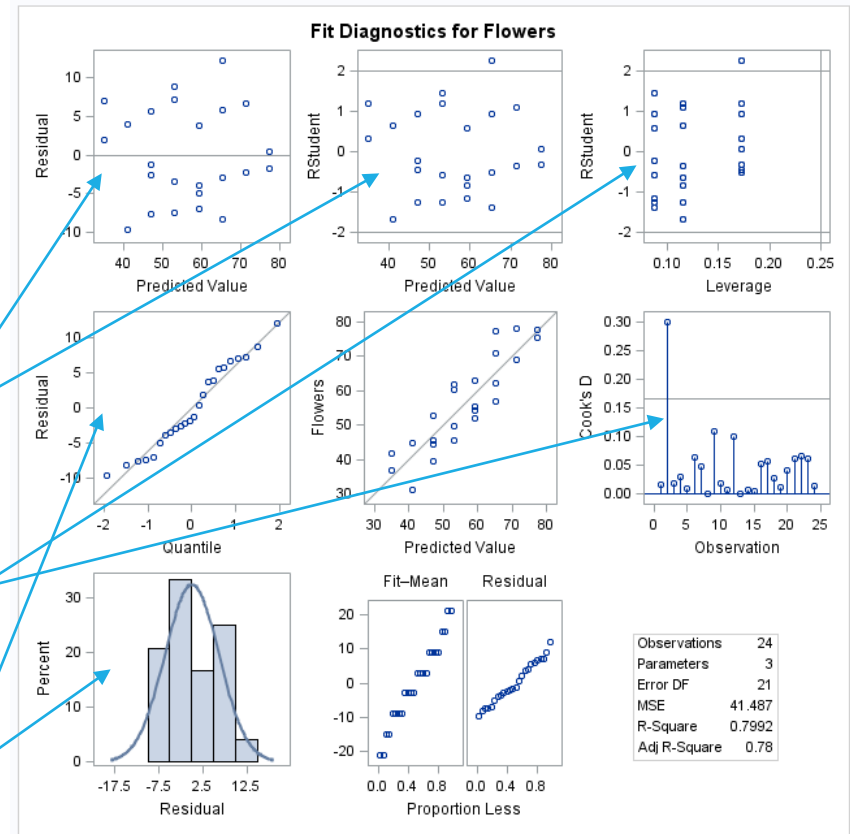 Fit Diagnostics for Flowers
Residual
10
5
0
-5
-10
40 50 60 70 80
Predicted Value
RStudent
2
1
0
-1
-2
40 50 60 70 80
Predicted Value
RStudent
2
1
0
-1
-2
0.10 0.15 0.20 0.25
Leverage
Residual
10
5
0
-5
-10
-2 -1 0 1 2
Quantile
Flowers
80
70
60
50
40
30
30 40 50 60 70 80
Predicted Value
Cook's D
0.30
0.25
0.20
0.15
0.10
0.05
0.00
0 5 10 15 20 25
Observation
Percent
30
20
10
0
-17.5 -7.5 2.5 12.5
Residual
Fit–Mean Residual
20
10
0
-10
-20
0.0 0.4 0.8 0.0 0.4 0.8
Proportion Less
Observations 24
Parameters 3
Error DF 21
MSE 41.487
R-Square 0.7992
Adj R-Square 0.78